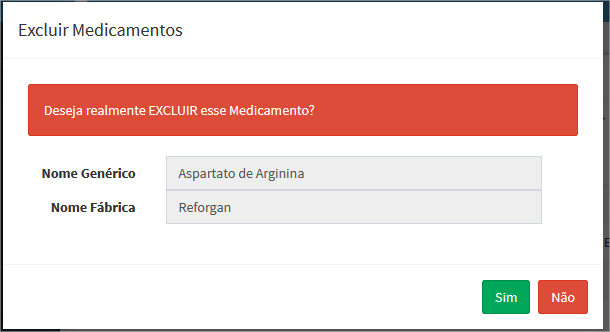 Excluir Medicamentos
Deseja realmente EXCLUIR esse Medicamento?
Nome Genérico Aspartato de Arginina
Nome Fábrica Reforgan
Sim Não